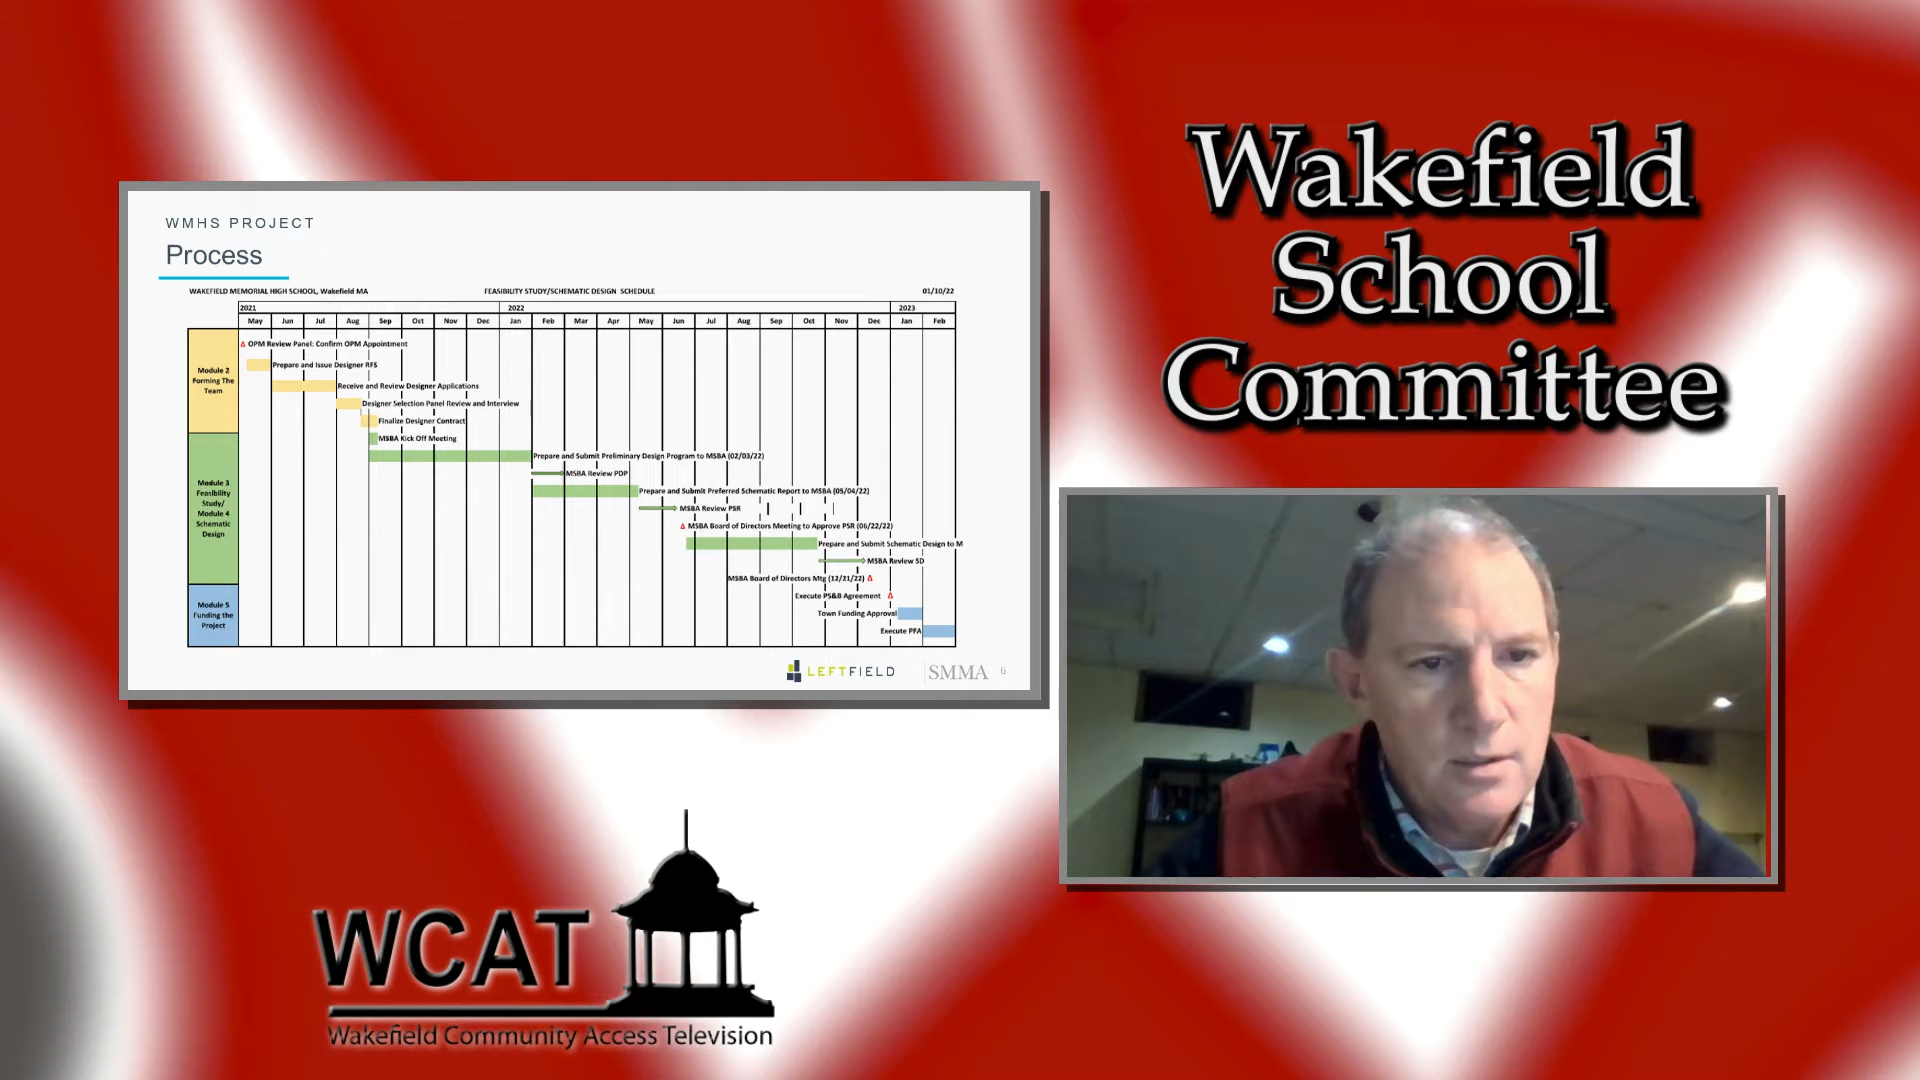 WMHS PROJECT
Process
WAKEFIELD MEMORIAL HIGH SCHOOL, Wakefield MA FEASIBILITY STUDY/SCHEMATIC DESIGN SCHEDULE 01/10/22
2021 2022 2023
May Jun Jul Aug Sep Oct Nov Dec Jan Feb Mar Apr May Jun Jul Aug Sep Oct Nov Dec Jan Feb
Module 2
Forming The
Team
Δ OPM Review Panel: Confirm OPM Appointment
Prepare and Issue Designer RFS
Receive and Review Designer Applications
Designer Selection Panel Review and Interview
Finalize Designer Contract
Module 3
Feasibility
Study/
Module 4
Schematic
Design
MSBA Kick Off Meeting
Prepare and Submit Preliminary Design Program to MSBA (02/03/22)
MSBA Review PDP
Prepare and Submit Preferred Schematic Report to MSBA (05/04/22)
MSBA Review PSR
Δ MSBA Board of Directors Meeting to Approve PSR (06/22/22)
Prepare and Submit Schematic Design to M
MSBA Review SD
MSBA Board of Directors Mtg (12/21/22) Δ
Module 5
Funding the
Project
Execute PS&B Agreement Δ
Town Funding Approval
Execute PFA
LEFTFIELD SMMA 6
Wakefield
School
Committee
WCAT
Wakefield Community Access Television